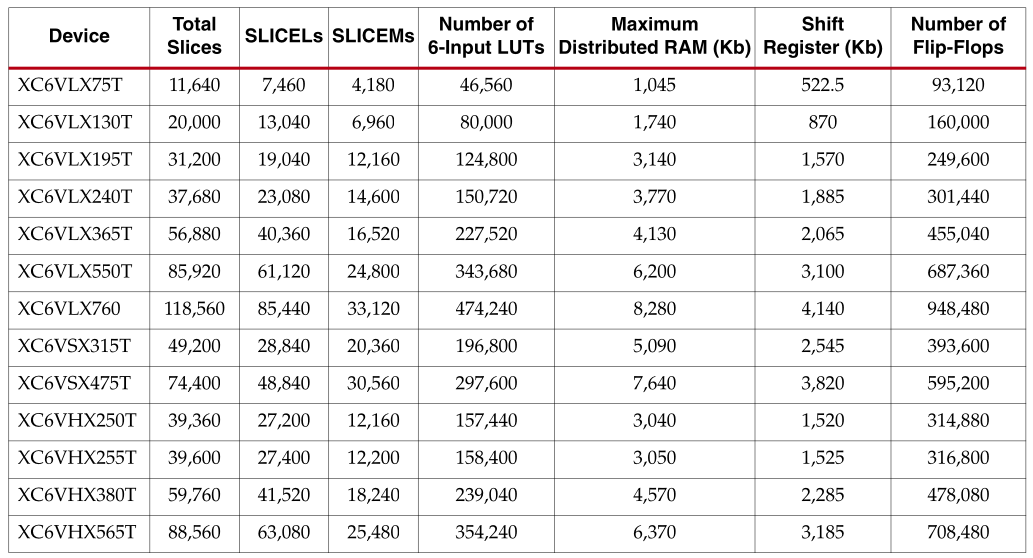 Device Total Slices SLICELs SLICEMs Number of 6-Input LUTs Maximum Distributed RAM (Kb) Shift Register (Kb) Number of Flip-Flops
XC6VLX75T 11,640 7,460 4,180 46,560 1,045 522.5 93,120
XC6VLX130T 20,000 13,040 6,960 80,000 1,740 870 160,000
XC6VLX195T 31,200 19,040 12,160 124,800 3,140 1,570 249,600
XC6VLX240T 37,680 23,080 14,600 150,720 3,770 1,885 301,440
XC6VLX365T 56,880 40,360 16,520 227,520 4,130 2,065 455,040
XC6VLX550T 85,920 61,120 24,800 343,680 6,200 3,100 687,360
XC6VLX760 118,560 85,440 33,120 474,240 8,280 4,140 948,480
XC6VSX315T 49,200 28,840 20,360 196,800 5,090 2,545 393,600
XC6VSX475T 74,400 48,840 30,560 297,600 7,640 3,820 595,200
XC6VHX250T 39,360 27,200 12,160 157,440 3,040 1,520 314,880
XC6VHX255T 39,600 27,400 12,200 158,400 3,050 1,525 316,800
XC6VHX380T 59,760 41,520 18,240 239,040 4,570 2,285 478,080
XC6VHX565T 88,560 63,080 25,480 354,240 6,370 3,185 708,480